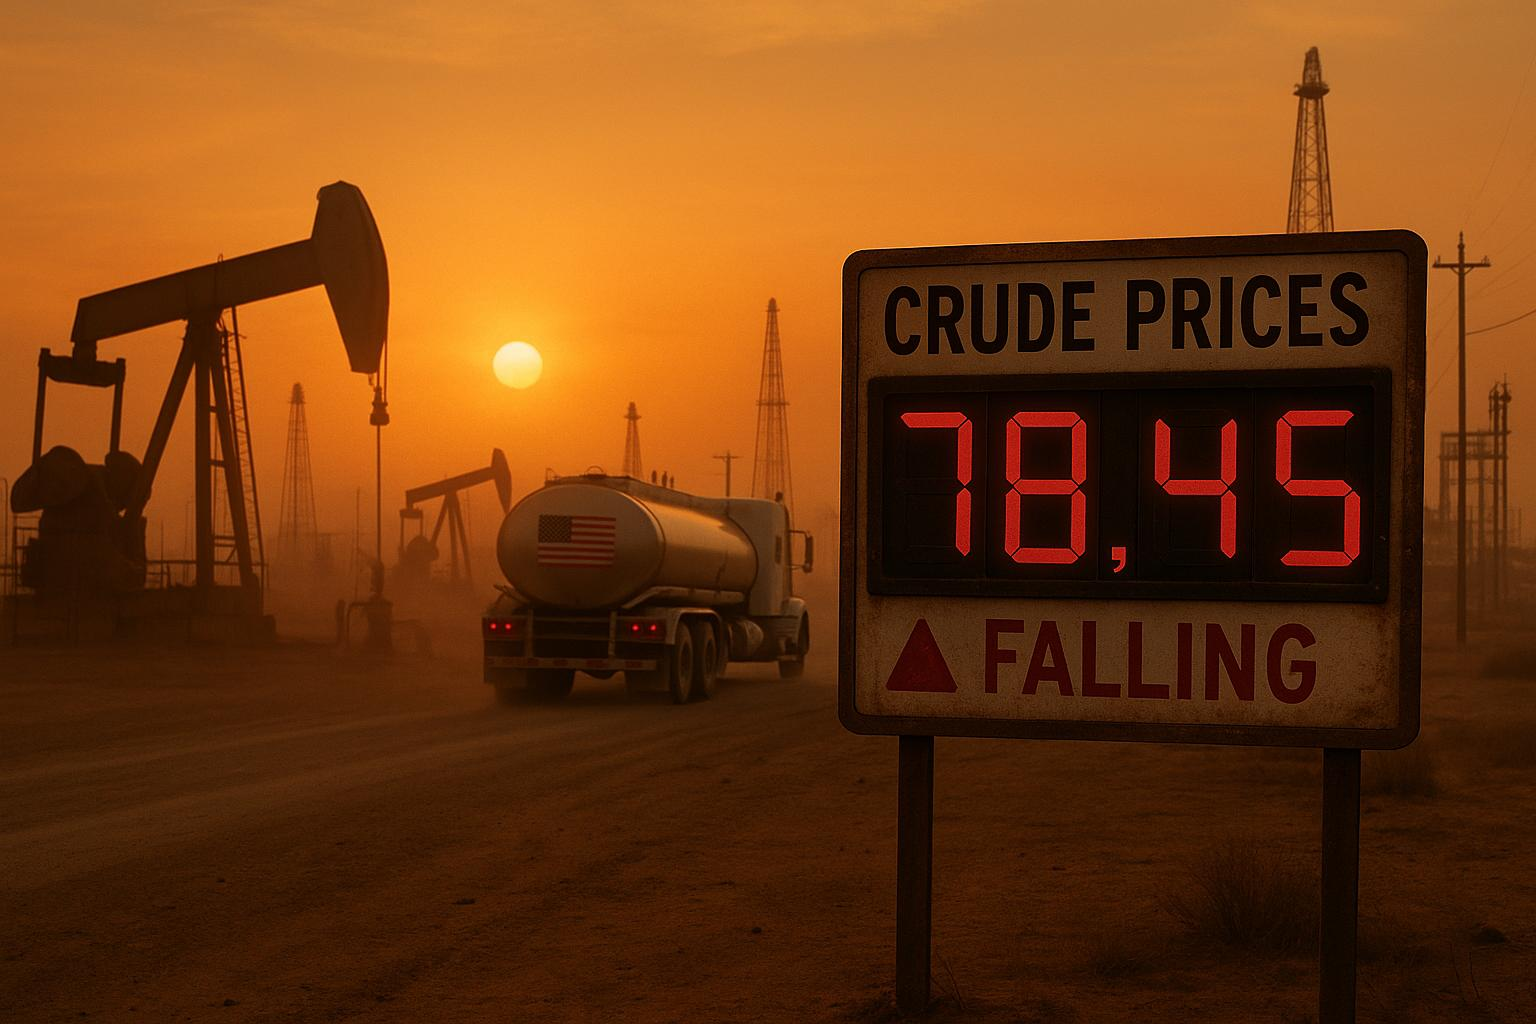 CRUDE PRICES
78,45
▲ FALLING